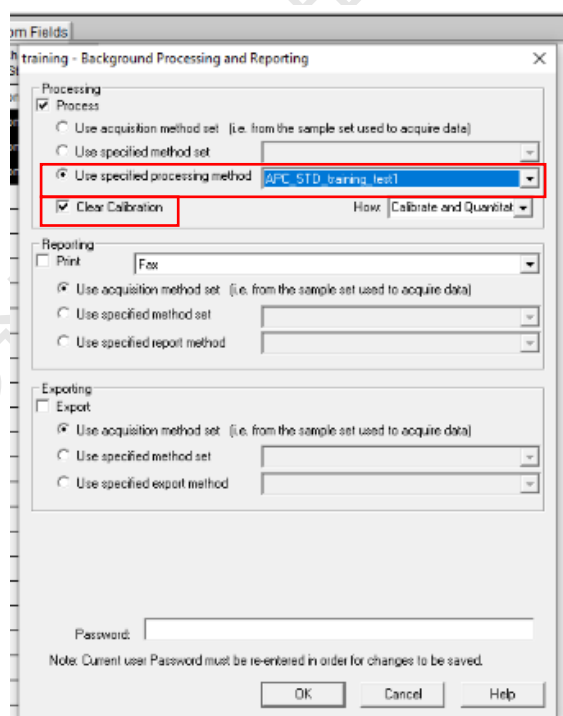 om Fields
training - Background Processing and Reporting
Processing
Process
Use acquisition method set (i.e. from the sample set used to acquire data)
Use specified method set
Use specified processing method APC_STD_training_test1
Clear Calibration How: Calibrate and Quantitat
Reporting
Print Fax
Use acquisition method set (i.e. from the sample set used to acquire data)
Use specified method set
Use specified report method
Exporting
Export
Use acquisition method set (i.e. from the sample set used to acquire data)
Use specified method set
Use specified export method
Password:
Note: Current user Password must be re-entered in order for changes to be saved.
OK Cancel Help